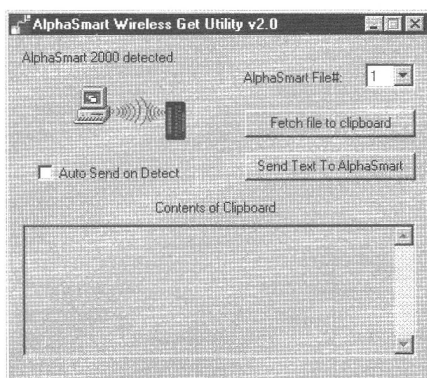 AlphaSmart Wireless Get Utility v2.0
AlphaSmart 2000 detected.
AlphaSmart File#: 1
Fetch file to clipboard
Auto Send on Detect
Send Text To AlphaSmart
Contents of Clipboard